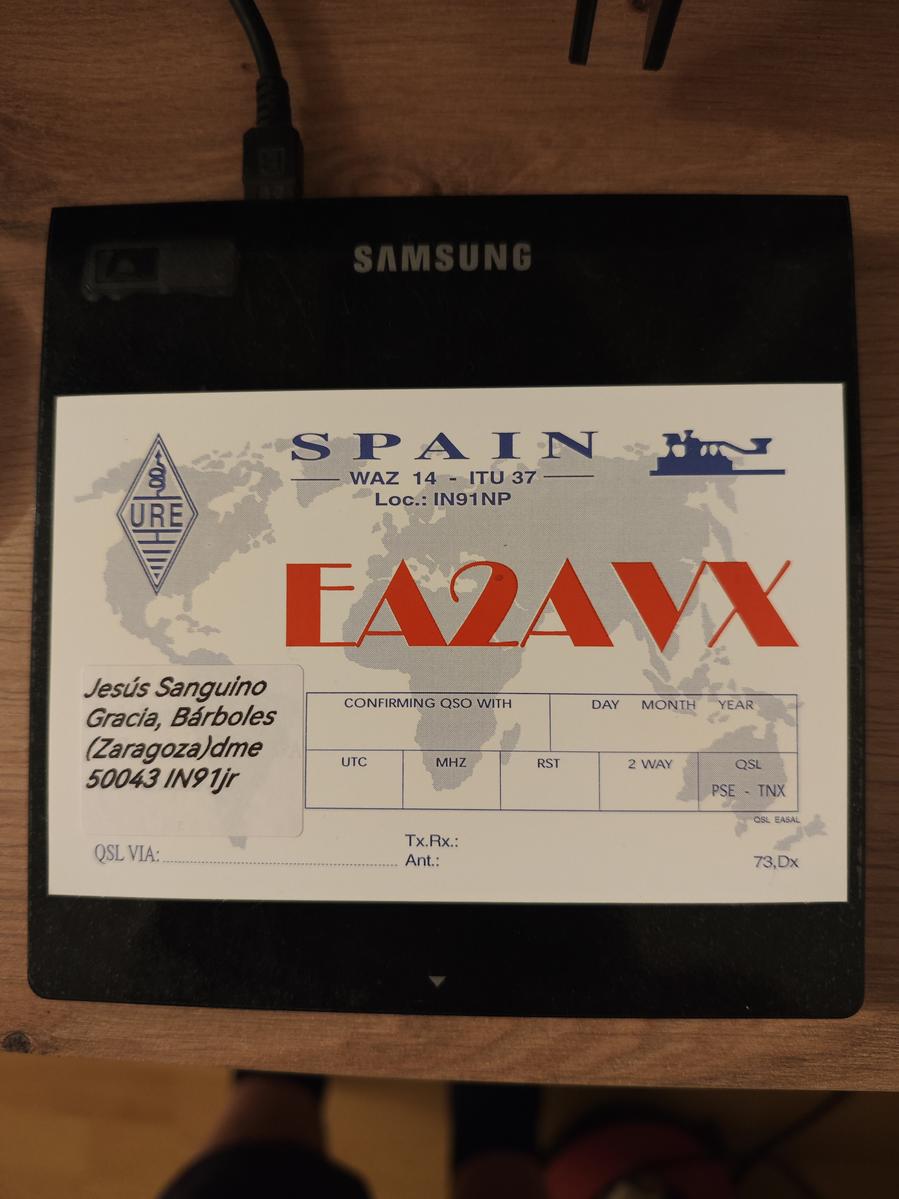 SAMSUNG
SPAIN
WAZ 14 - ITU 37
Loc.: IN91NP
URE
EA2AVX
Jesús Sanguino
Gracia, Bárboles
(Zaragoza)dme
50043 IN91jr
CONFIRMING QSO WITH
DAY MONTH YEAR
UTC
MHZ
RST
2 WAY
QSL
PSE - TNX
QSL EA5AL
QSL VIA:
Tx.Rx.:
Ant.:
73,Dx